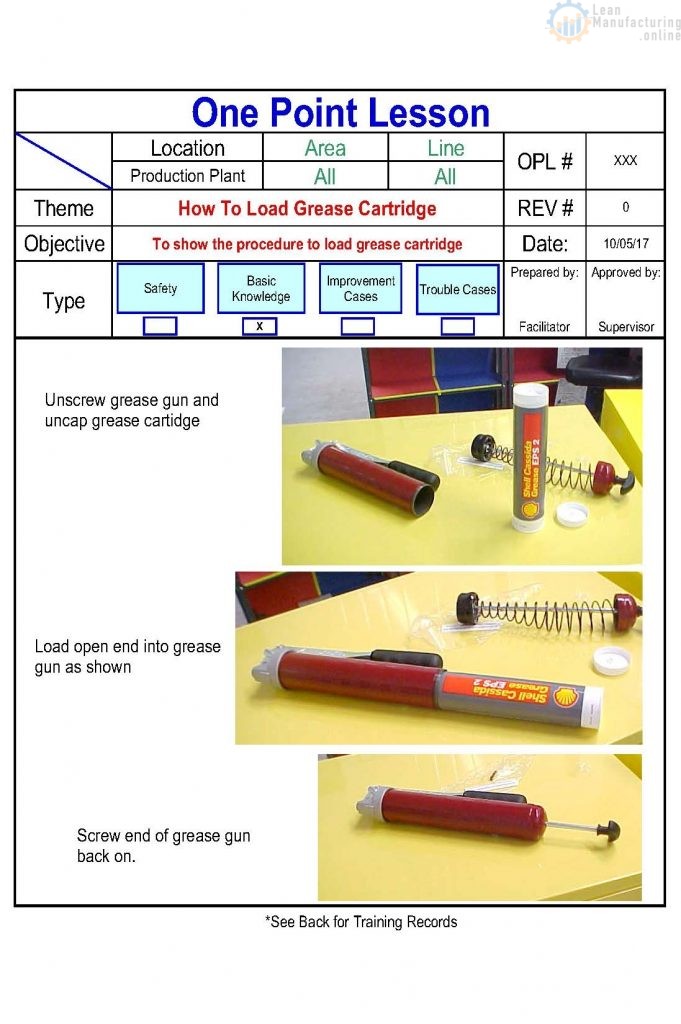 Lean
Manufacturing
.online
One Point Lesson
Location
Area
Line
OPL #
XXX
Production Plant
All
All
Theme
How To Load Grease Cartridge
REV #
0
Objective
To show the procedure to load grease cartridge
Date:
10/05/17
Type
Safety
Basic
Knowledge
Improvement
Cases
Trouble Cases
Prepared by:
Approved by:
X
Facilitator
Supervisor
Unscrew grease gun and
uncap grease cartidge
Shell Cassida
Grease EPS 2
Load open end into grease
gun as shown
Shell Cassida
Grease EPS 2
Screw end of grease gun
back on.
*See Back for Training Records